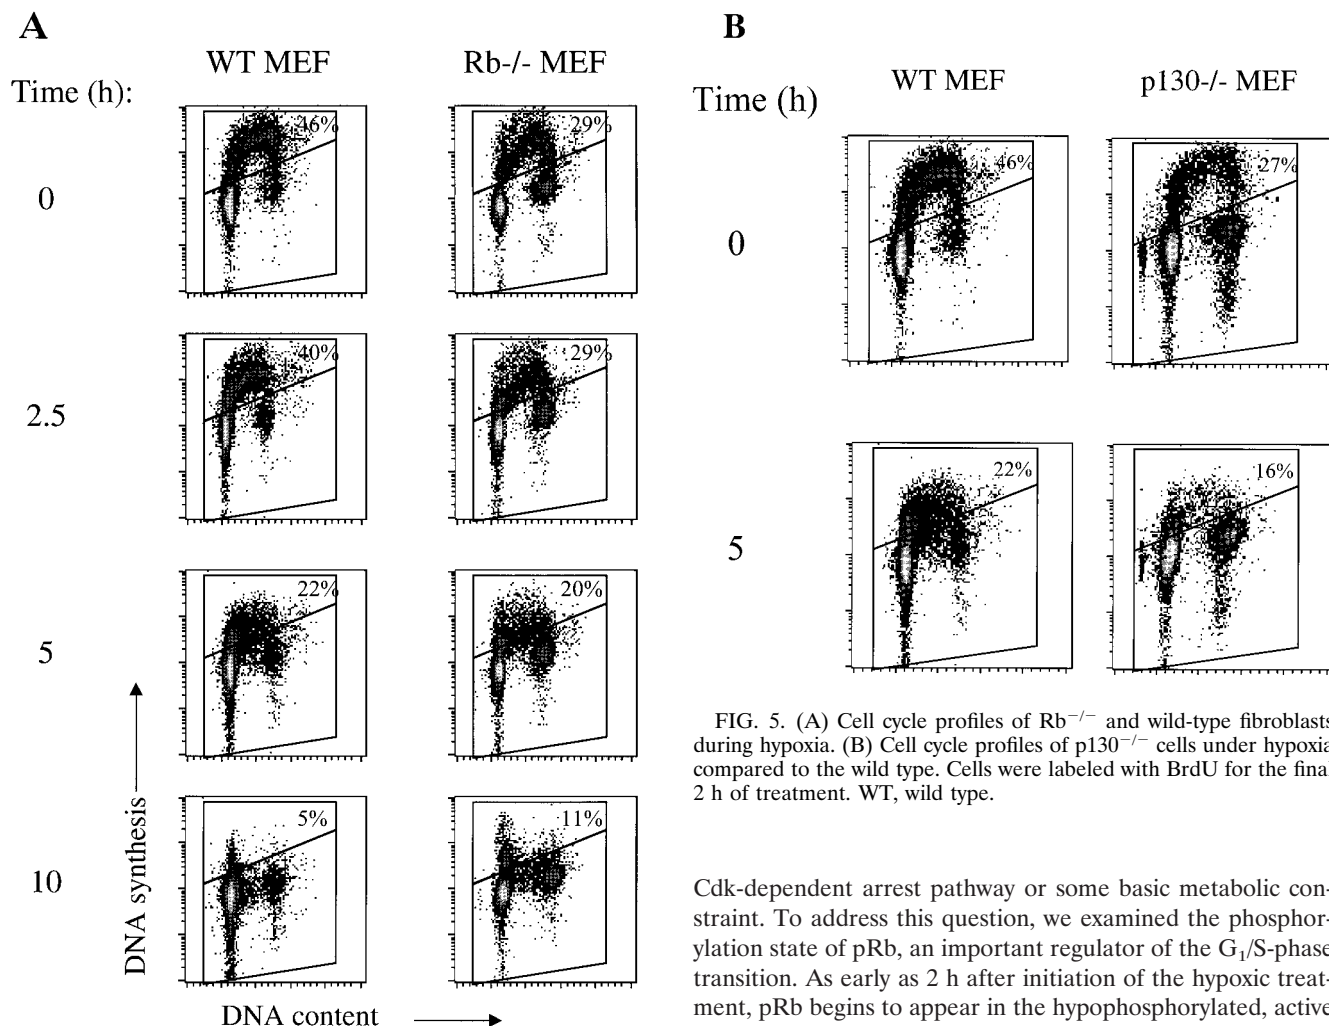 A
WT MEF
Rb-/- MEF
Time (h):
46%
29%
0
40%
29%
2.5
22%
20%
5
5%
11%
10
DNA synthesis
DNA content
B
WT MEF
p130-/- MEF
Time (h)
46%
27%
0
22%
16%
5
FIG. 5. (A) Cell cycle profiles of Rb−/− and wild-type fibroblasts
during hypoxia. (B) Cell cycle profiles of p130−/− cells under hypoxia
compared to the wild type. Cells were labeled with BrdU for the final
2 h of treatment. WT, wild type.
Cdk-dependent arrest pathway or some basic metabolic con-
straint. To address this question, we examined the phosphor-
ylation state of pRb, an important regulator of the G1/S-phase
transition. As early as 2 h after initiation of the hypoxic treat-
ment, pRb begins to appear in the hypophosphorylated, active